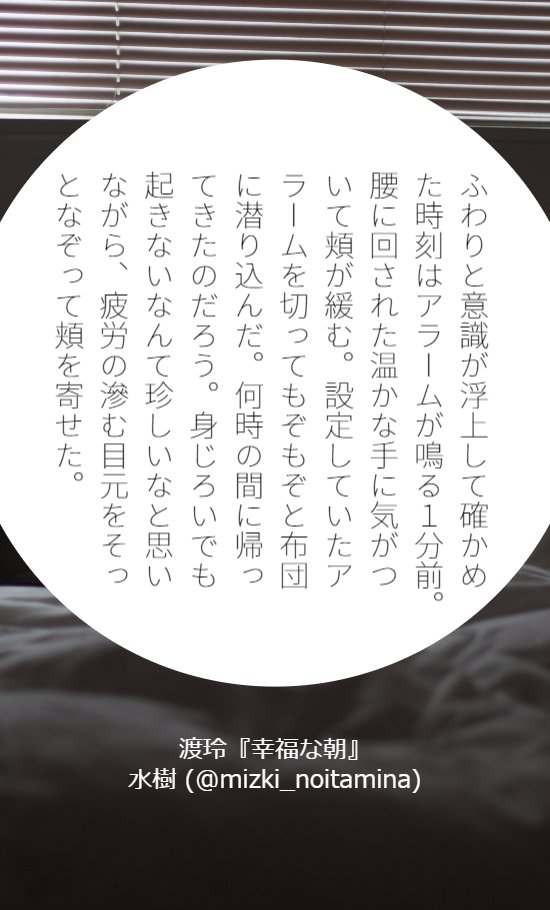 ふわりと意識が浮上して確かめ
た時刻はアラームが鳴る１分前。
腰に回された温かな手に気がつ
いて頬が緩む。設定していたア
ラームを切ってもぞもぞと布団
に潜り込んだ。何時の間に帰っ
てきたのだろう。身じろいでも
起きないなんて珍しいなと思い
ながら、疲労の滲む目元をそっ
となぞって頬を寄せた。
渡玲『幸福な朝』
水樹 (@mizki_noitamina)